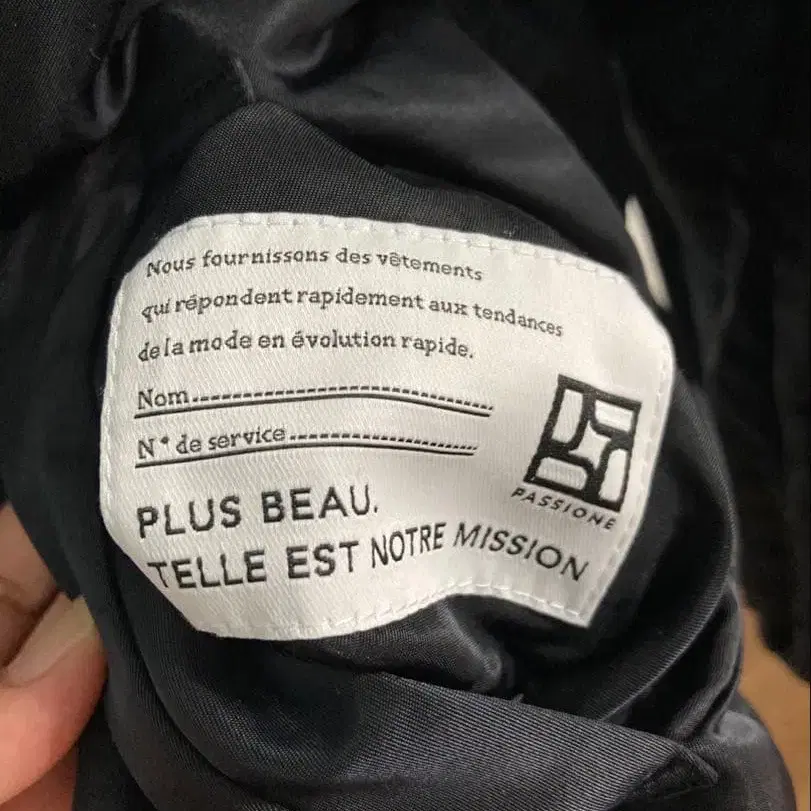 Nous fournissons des vêtements
qui répondent rapidement aux tendances
de la mode en évolution rapide.
Nom
N° de service
PLUS BEAU.
TELLE EST NOTRE MISSION
PASSIONE